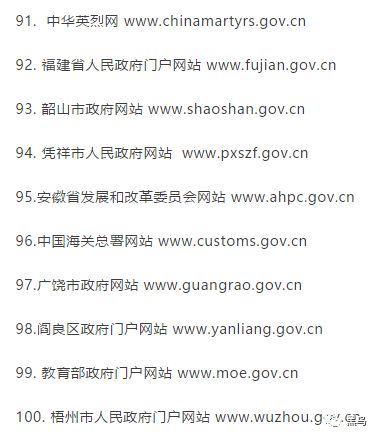 91.  中华英烈网 www.chinamartyrs.gov.cn
92. 福建省人民政府门户网站 www.fujian.gov.cn
93. 韶山市政府网站 www.shaoshan.gov.cn
94. 凭祥市人民政府网站  www.pxszf.gov.cn
95.安徽省发展和改革委员会网站 www.ahpc.gov.cn
96.中国海关总署网站 www.customs.gov.cn
97.广饶市政府网站 www.guangrao.gov.cn
98.阎良区政府门户网站 www.yanliang.gov.cn
99. 教育部政府门户网站 www.moe.gov.cn
100. 梧州市人民政府门户网站 www.wuzhou.gov.cn
黑鸟